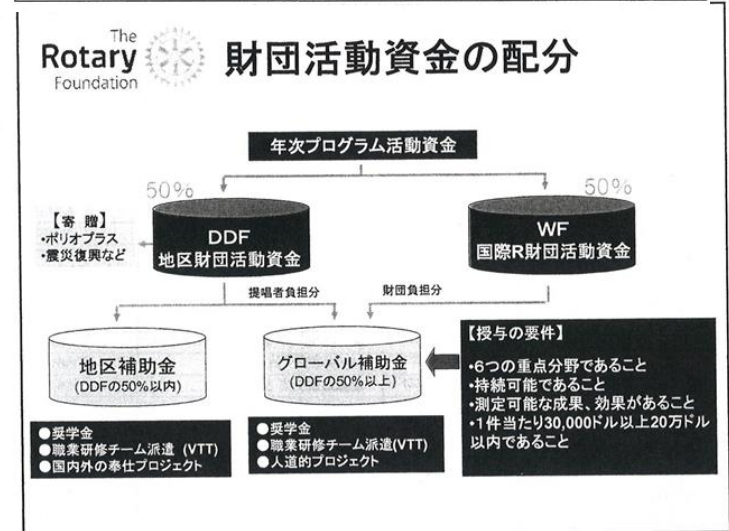 The
Rotary
Foundation
財団活動資金の配分
年次プログラム活動資金
50%
50%
【寄 贈】
・ポリオプラス
・震災復興など
DDF
地区財団活動資金
WF
国際R財団活動資金
提唱者負担分
財団負担分
地区補助金
(DDFの50%以内)
グローバル補助金
(DDFの50%以上)
【授与の要件】
・6つの重点分野であること
・持続可能であること
・測定可能な成果、効果があること
・1件当たり30,000ドル以上20万ドル
以内であること
●奨学金
●職業研修チーム派遣 (VTT)
●国内外の奉仕プロジェクト
●奨学金
●職業研修チーム派遣(VTT)
●人道的プロジェクト